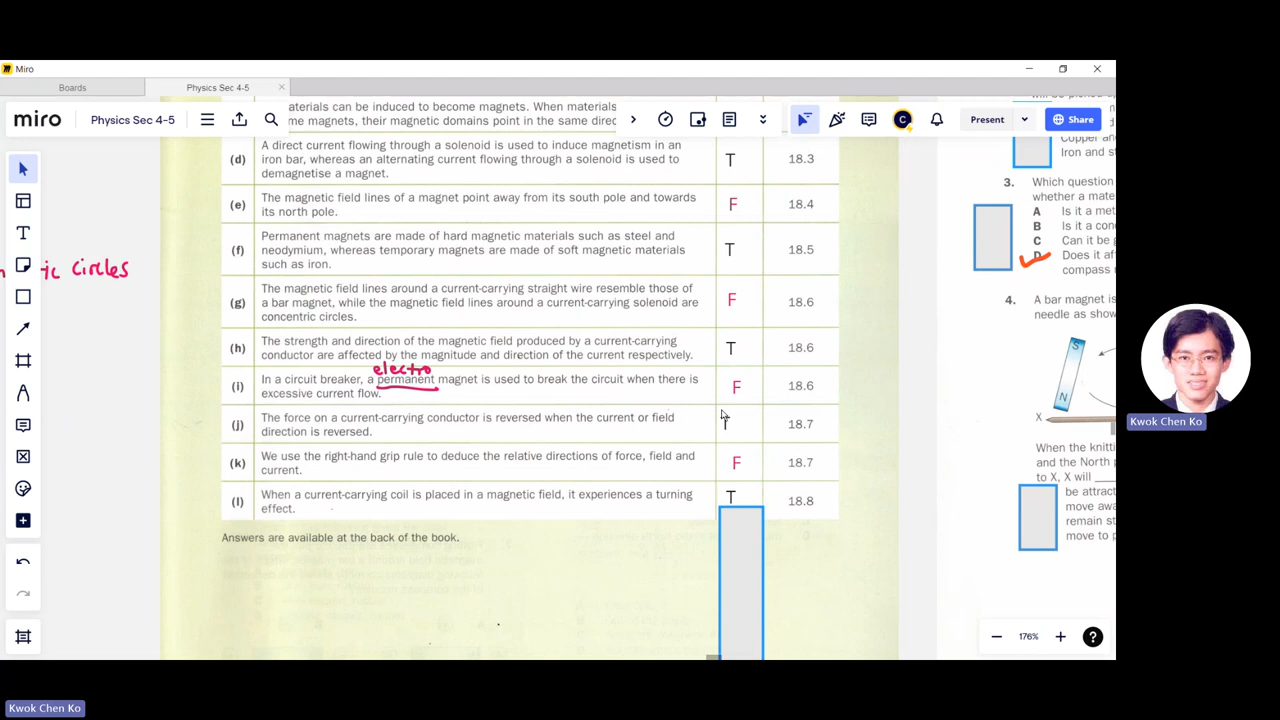 Miro
Boards
Physics Sec 4-5
miro
Physics Sec 4-5
Present
Share
aterials can be induced to become magnets. When materials
me magnets, their magnetic domains point in the same direc
(d) A direct current flowing through a solenoid is used to induce magnetism in an
iron bar, whereas an alternating current flowing through a solenoid is used to
demagnetise a magnet.
T 18.3
(e) The magnetic field lines of a magnet point away from its south pole and towards
its north pole.
F 18.4
(f) Permanent magnets are made of hard magnetic materials such as steel and
neodymium, whereas temporary magnets are made of soft magnetic materials
such as iron.
T 18.5
ic circles
(g) The magnetic field lines around a current-carrying straight wire resemble those of
a bar magnet, while the magnetic field lines around a current-carrying solenoid are
concentric circles.
F 18.6
(h) The strength and direction of the magnetic field produced by a current-carrying
conductor are affected by the magnitude and direction of the current respectively.
T 18.6
electro
(i) In a circuit breaker, a permanent magnet is used to break the circuit when there is
excessive current flow.
F 18.6
(j) The force on a current-carrying conductor is reversed when the current or field
direction is reversed.
T 18.7
(k) We use the right-hand grip rule to deduce the relative directions of force, field and
current.
F 18.7
(l) When a current-carrying coil is placed in a magnetic field, it experiences a turning
effect.
T 18.8
Answers are available at the back of the book.
Copper an
Iron and s
3. Which question
whether a mate
A Is it a met
B Is it a con
C Can it be
D Does it af
compass
4. A bar magnet is
needle as show
S
N
X
When the knitti
and the North p
to X, X will
be attrac
move awa
remain st
move to p
176%
Kwok Chen Ko
Kwok Chen Ko